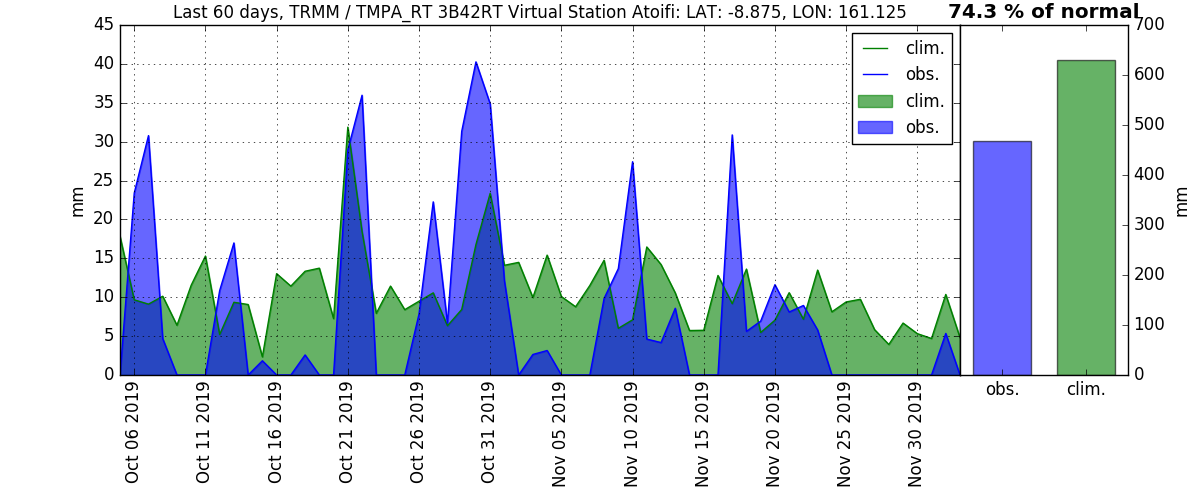 Last 60 days, TRMM / TMPA_RT 3B42RT Virtual Station Atoifi: LAT: -8.875, LON: 161.125
74.3 % of normal
45
40
35
30
25
20
15
10
5
0
mm
clim.
obs.
clim.
obs.
Oct 06 2019
Oct 11 2019
Oct 16 2019
Oct 21 2019
Oct 26 2019
Oct 31 2019
Nov 05 2019
Nov 10 2019
Nov 15 2019
Nov 20 2019
Nov 25 2019
Nov 30 2019
700
600
500
400
300
200
100
0
mm
obs.
clim.